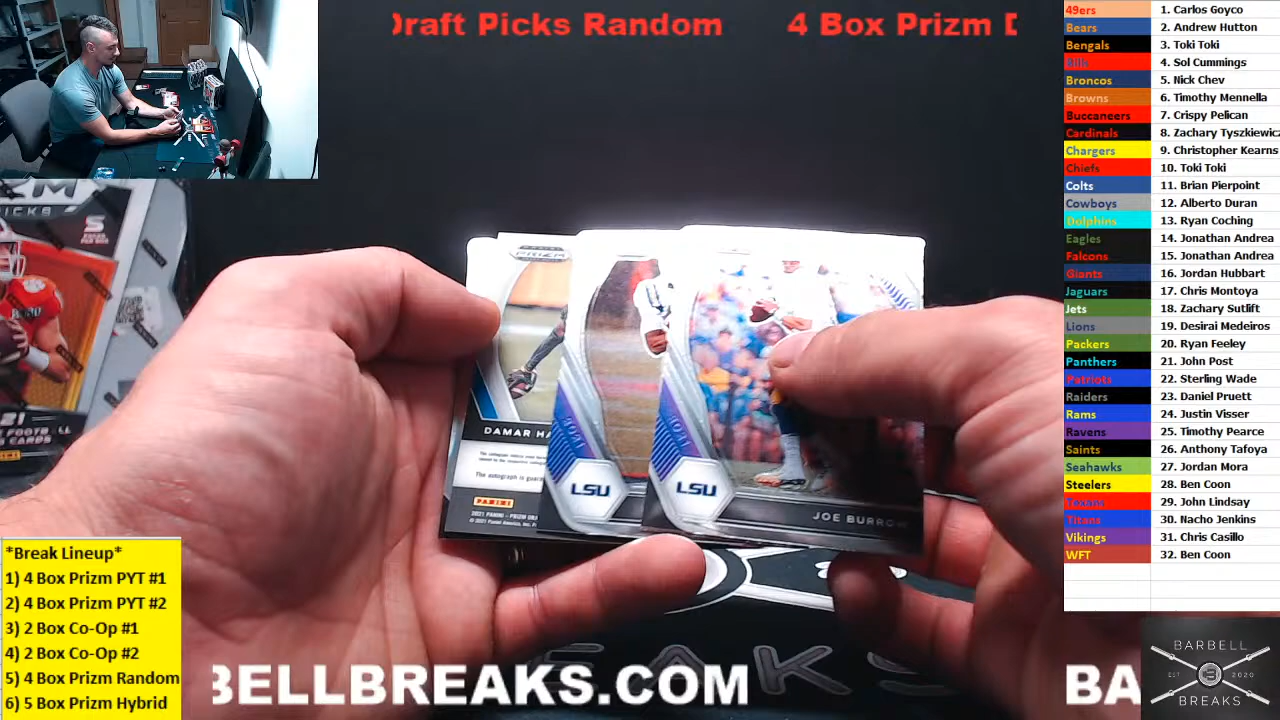 Draft Picks Random 4 Box Prizm D
49ers 1. Carlos Goyco
Bears 2. Andrew Hutton
Bengals 3. Toki Toki
Bills 4. Sol Cummings
Broncos 5. Nick Chev
Browns 6. Timothy Mennella
Buccaneers 7. Crispy Pelican
Cardinals 8. Zachary Tyszkiewicz
Chargers 9. Christopher Kearns
Chiefs 10. Toki Toki
Colts 11. Brian Pierpoint
Cowboys 12. Alberto Duran
Dolphins 13. Ryan Coching
Eagles 14. Jonathan Andrea
Falcons 15. Jonathan Andrea
Giants 16. Jordan Hubbart
Jaguars 17. Chris Montoya
Jets 18. Zachary Sutlift
Lions 19. Desirai Medeiros
Packers 20. Ryan Feeley
Panthers 21. John Post
Patriots 22. Sterling Wade
Raiders 23. Daniel Pruett
Rams 24. Justin Visser
Ravens 25. Timothy Pearce
Saints 26. Anthony Tafoya
Seahawks 27. Jordan Mora
Steelers 28. Ben Coon
Texans 29. John Lindsay
Titans 30. Nacho Jenkins
Vikings 31. Chris Casillo
WFT 32. Ben Coon
PRIZM
DAMAR HA
The autograph is guara
PANINI
LSU
LSU
JOE BURROW
*Break Lineup*
1) 4 Box Prizm PYT #1
2) 4 Box Prizm PYT #2
3) 2 Box Co-Op #1
4) 2 Box Co-Op #2
5) 4 Box Prizm Random
6) 5 Box Prizm Hybrid
BELLBREAKS.COM BA
BARBELL
EST 2020
BREAKS